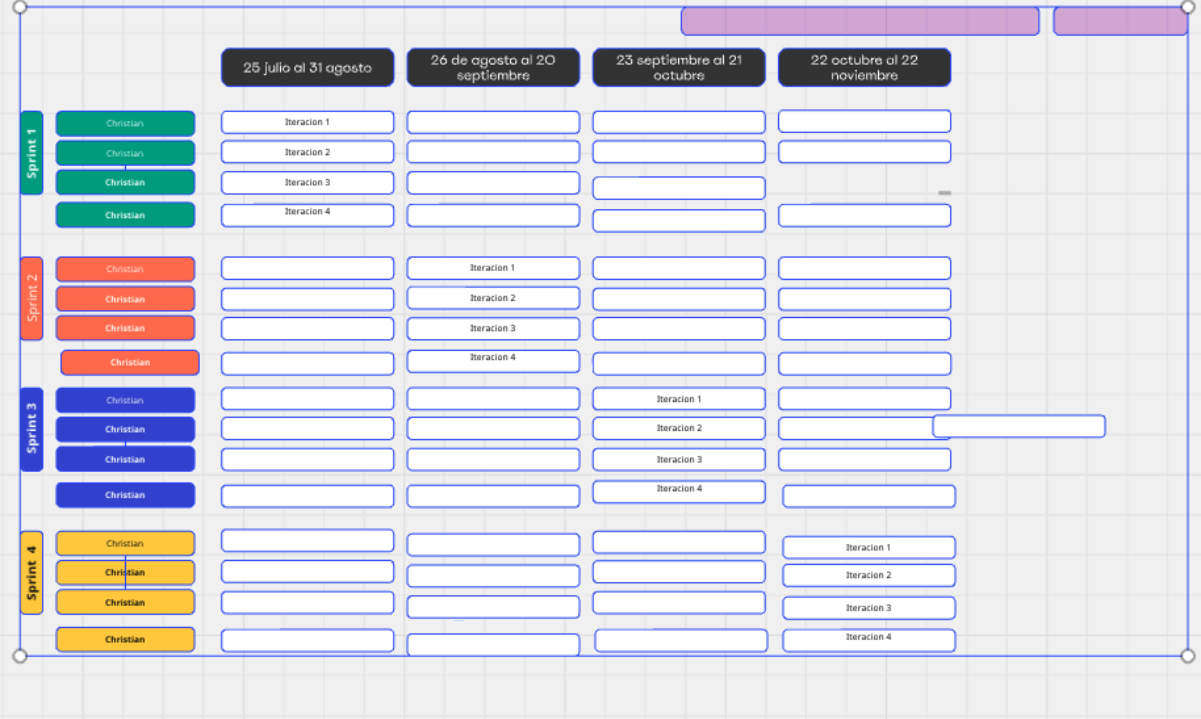 25 julio al 31 agosto
26 de agosto al 20
septiembre
23 septiembre al 21
octubre
22 octubre al 22
noviembre
Sprint 1
Christian
Iteracion 1
Christian
Iteracion 2
Christian
Iteracion 3
Christian
Iteracion 4
Sprint 2
Christian
Iteracion 1
Christian
Iteracion 2
Christian
Iteracion 3
Christian
Iteracion 4
Sprint 3
Christian
Iteracion 1
Christian
Iteracion 2
Christian
Iteracion 3
Christian
Iteracion 4
Sprint 4
Christian
Iteracion 1
Christian
Iteracion 2
Christian
Iteracion 3
Christian
Iteracion 4